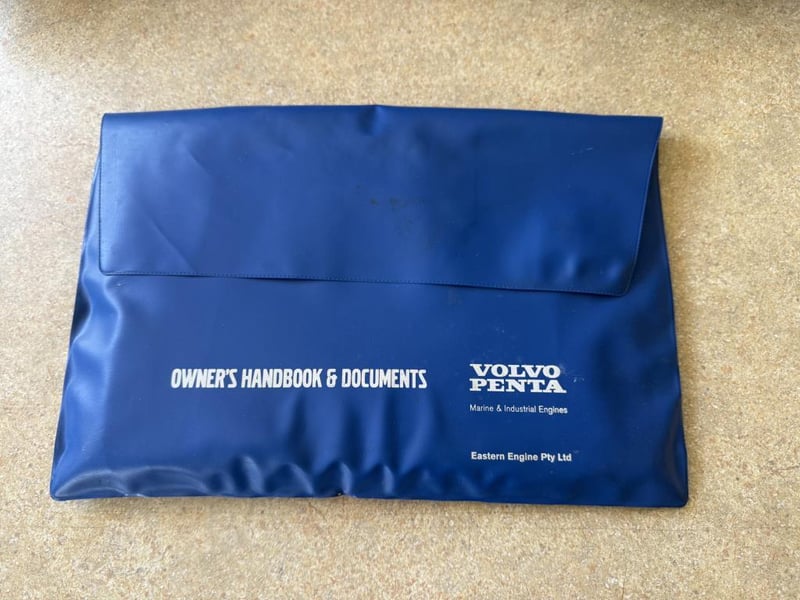 OWNER'S HANDBOOK & DOCUMENTS
VOLVO
PENTA
Marine & Industrial Engines
Eastern Engine Pty Ltd